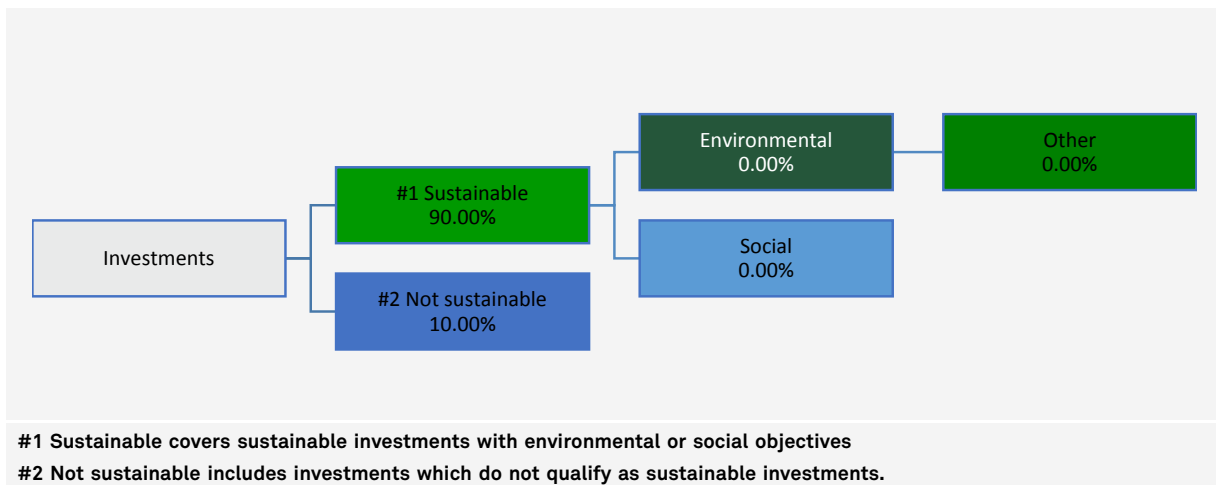 Investments
#1 Sustainable
90.00%
#2 Not sustainable
10.00%
Environmental
0.00%
Social
0.00%
Other
0.00%
#1 Sustainable covers sustainable investments with environmental or social objectives
#2 Not sustainable includes investments which do not qualify as sustainable investments.